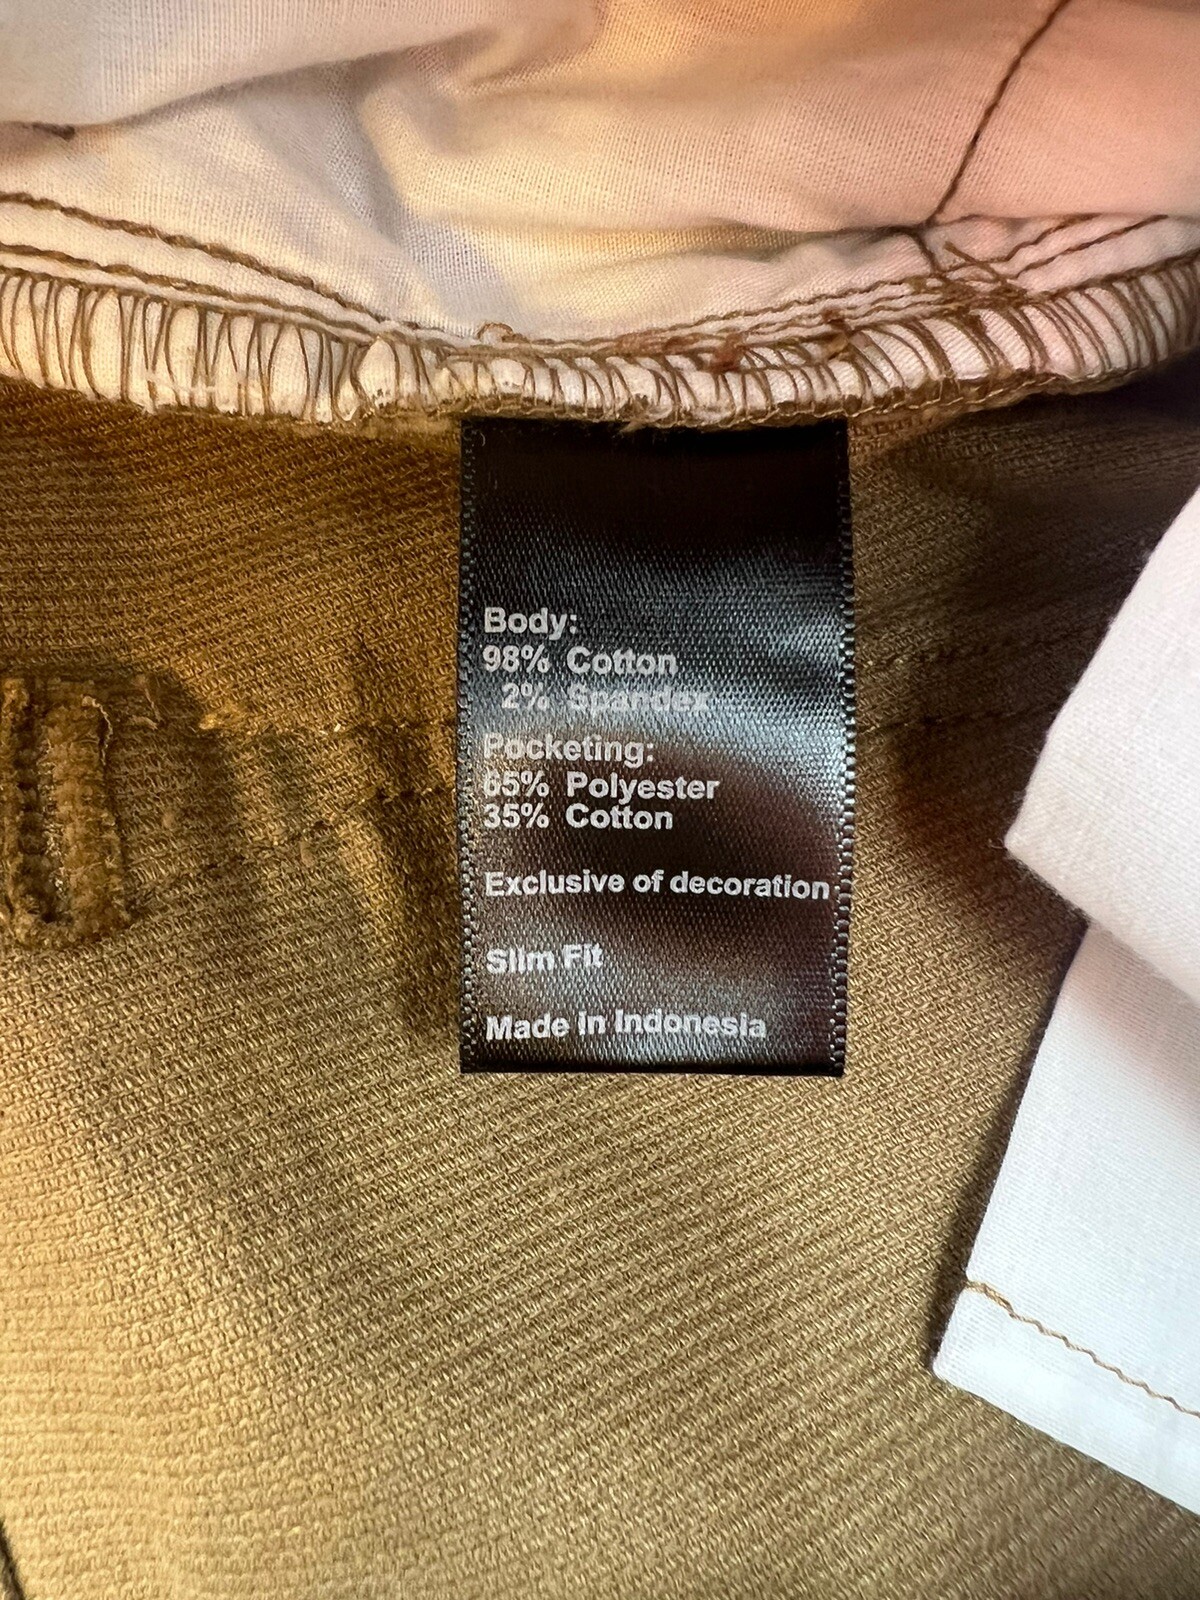 Body:
98% Cotton
2% Spandex
Pocketing:
65% Polyester
35% Cotton
Exclusive of decoration
Slim Fit
Made in Indonesia